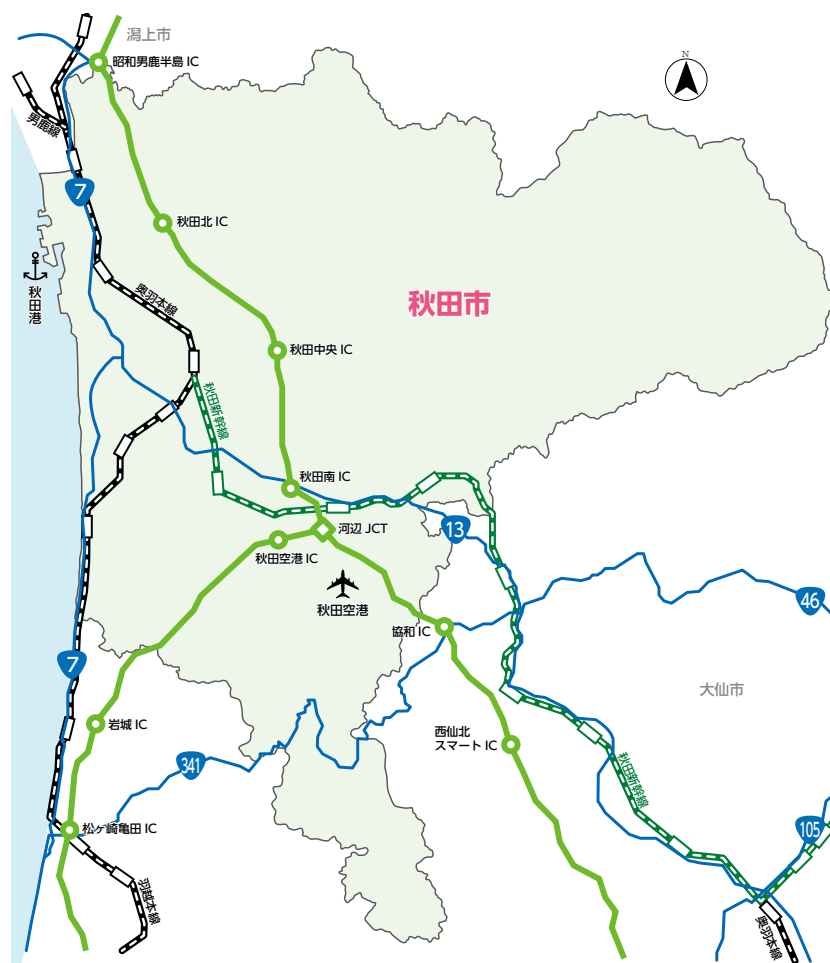 潟上市
N
昭和男鹿半島 IC
男鹿線
7
秋田北 IC
秋田港
奥羽本線
秋田市
秋田中央 IC
秋田新幹線
秋田南 IC
河辺 JCT
13
秋田空港 IC
秋田空港
46
協和 IC
7
大仙市
岩城 IC
西仙北
スマート IC
341
秋田新幹線
松ヶ崎亀田 IC
105
羽越本線
奥羽本線